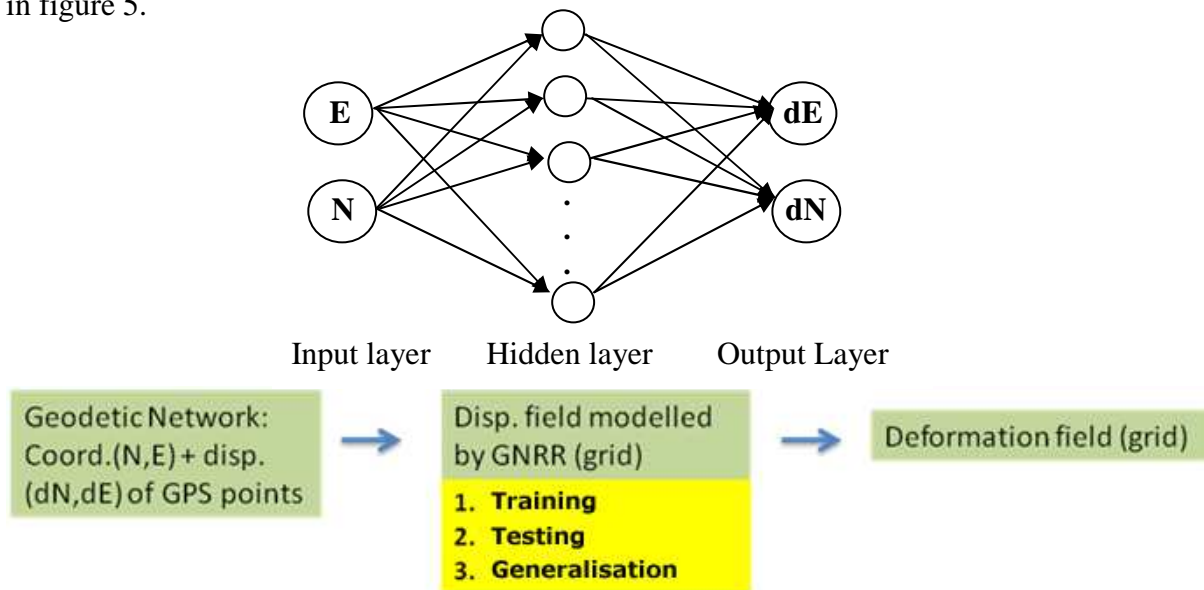 in figure 5.
E
dE
N
dN
.
.
.
Input layer Hidden layer Output Layer
Geodetic Network:
Coord.(N,E) + disp.
(dN,dE) of GPS points
Disp. field modelled
by GNRR (grid)
1. Training
2. Testing
3. Generalisation
Deformation field (grid)